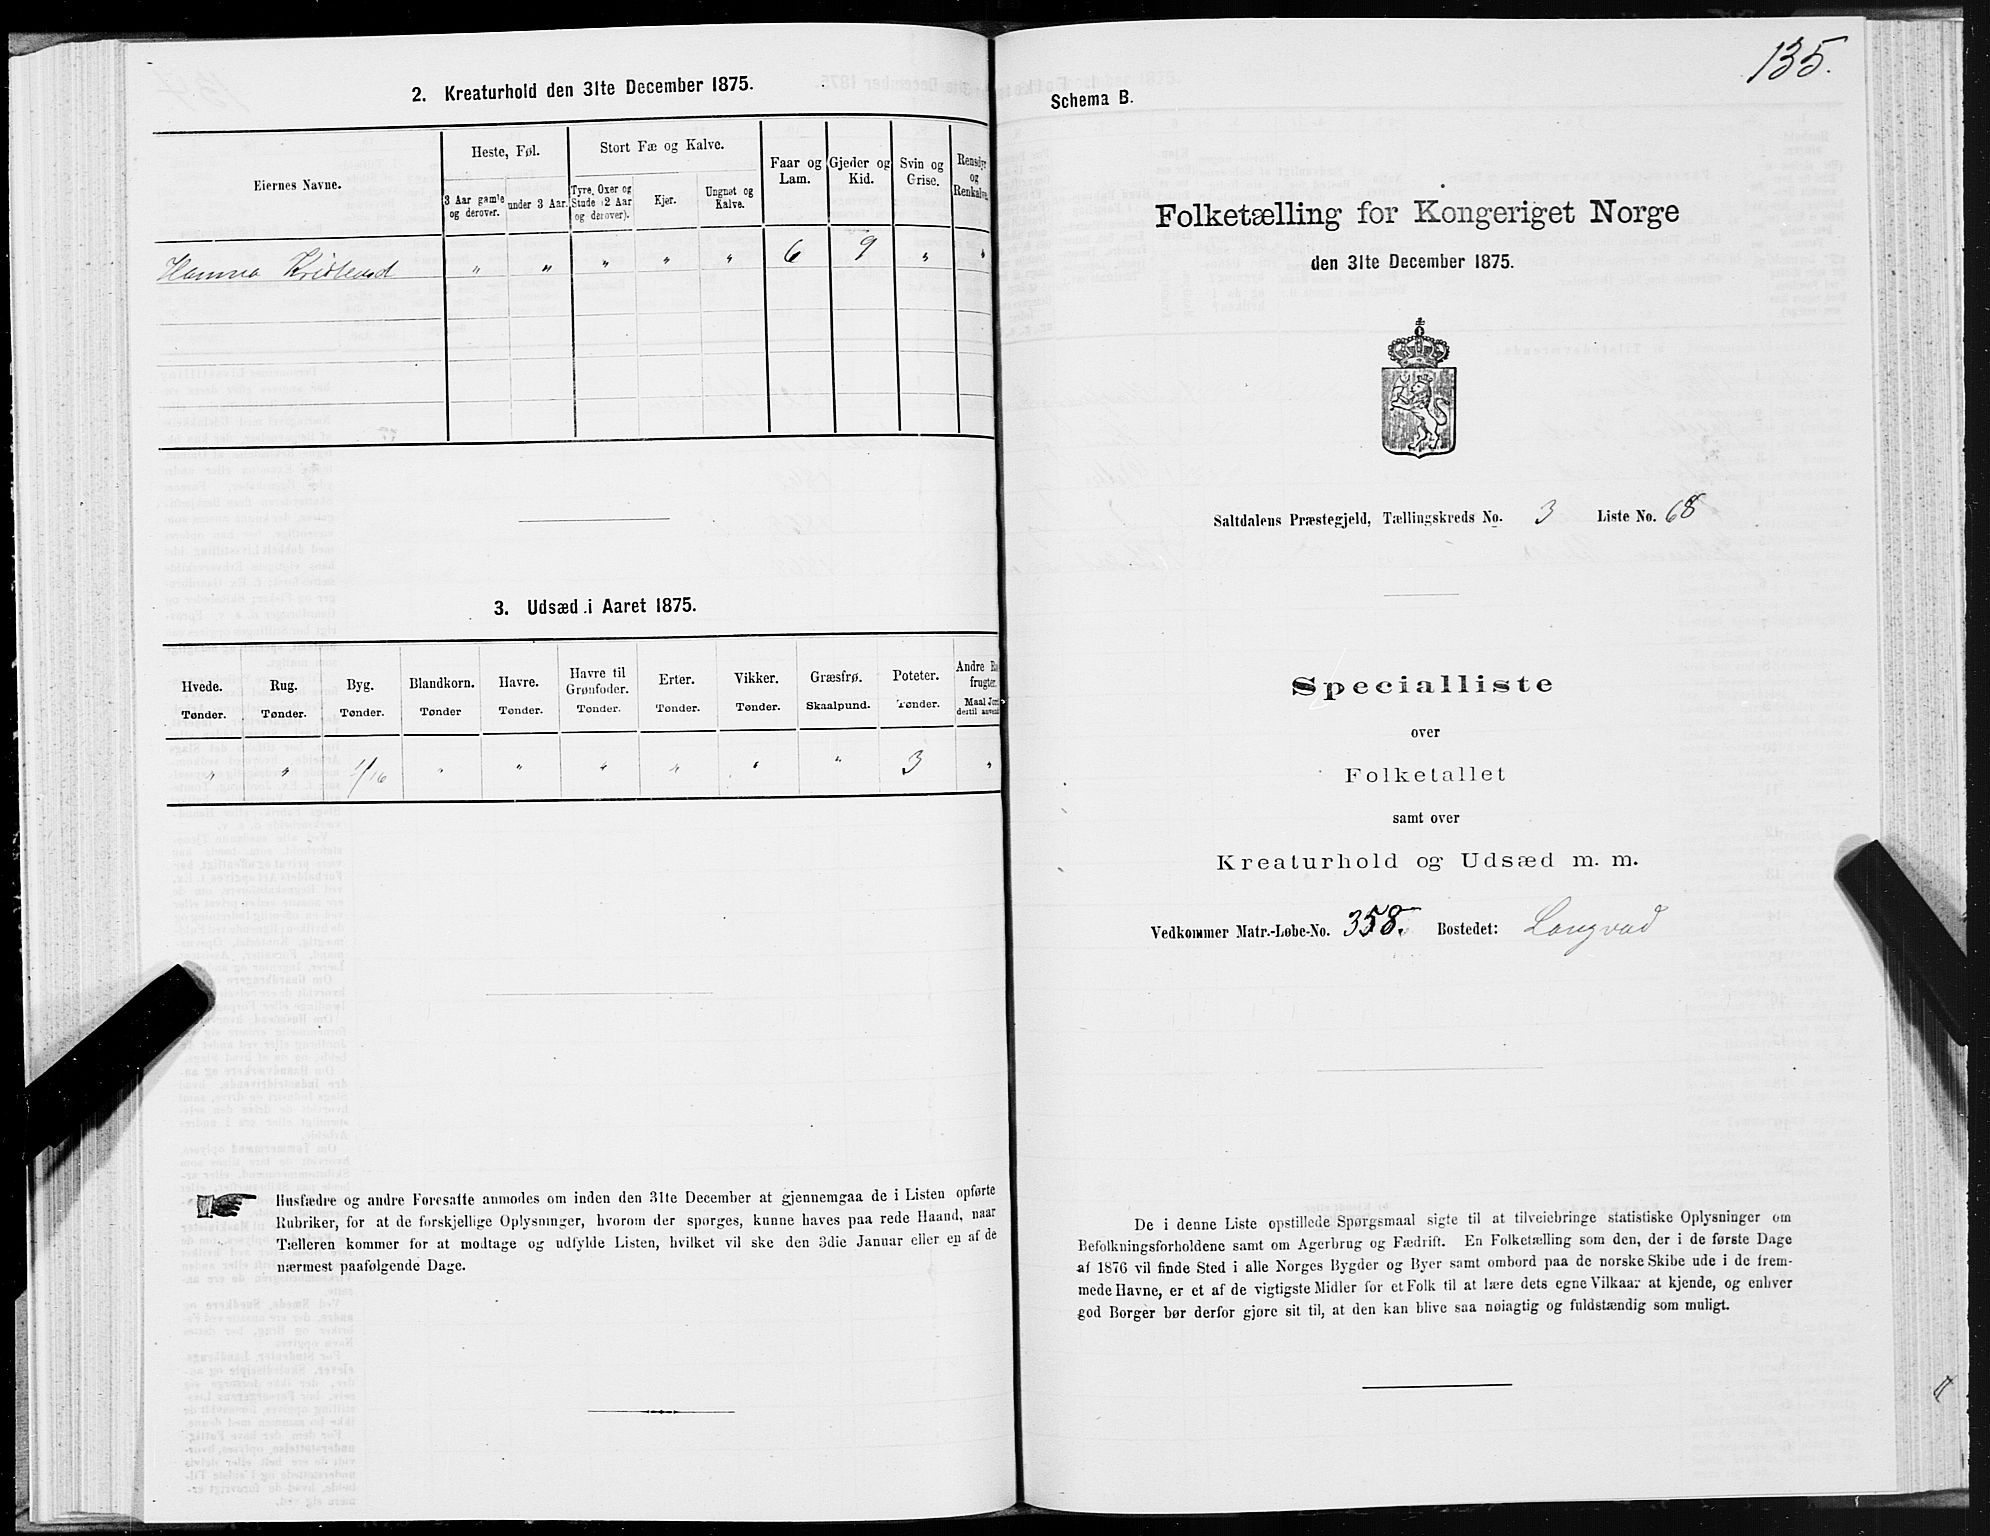 2. Kreaturhold den 31te December 1875.
Eiernes Navne.
Heste, Føl.
Stort Fæ og Kalve.
Faar og Lam.
Gjeder og Kid.
Svin og Grise.
Rensdyr og Renkalve.
3 Aar gamle og derover.
under 3 Aar.
Tyre, Oxer og Stude (2 Aar og derover).
Kjør.
Ungnøt og Kalve.
Hanna " " " " " 6 9 " "
3. Udsæd i Aaret 1875.
Hvede. Rug. Byg. Blandkorn. Havre. Havre til Grønfoder. Erter. Vikker. Græsfrø. Poteter. Andre Rodfrugter.
Tønder. Tønder. Tønder. Tønder Tønder. Tønder. Tønder. Tønder. Skaalpund. Tønder. Maal Jord
" " 1/16 " " " " " " 3 "
Husfædre og andre Foresatte anmodes om inden den 31te December at gjennemgaa de i Listen opførte
Rubriker, for at de forskjellige Oplysninger, hvorom der spørges, kunne haves paa rede Haand, naar
Tælleren kommer for at modtage og udfylde Listen, hvilket vil ske den 3die Januar eller en af de
nærmest paafølgende Dage.
135.
Schema B.
Folketælling for Kongeriget Norge
den 31te December 1875.
Saltdalens Præstegjeld, Tællingskreds No. 3 Liste No. 68
Specialliste
over
Folketallet
samt over
Kreaturhold og Udsæd m. m.
Vedkommer Matr.-Løbe-No. 358. Bostedet: Langvad
De i denne Liste opstillede Spørgsmaal sigte til at tilveiebringe statistiske Oplysninger om
Befolkningsforholdene samt om Agerbrug og Fædrift. En Folketælling som den, der i de første Dage
af 1876 vil finde Sted i alle Norges Bygder og Byer samt ombord paa de norske Skibe ude i de frem-
mede Havne, er et af de vigtigste Midler for et Folk til at lære dets egne Vilkaar at kjende, og enhver
god Borger bør derfor gjøre sit til, at den kan blive saa nøiagtig og fuldstændig som muligt.